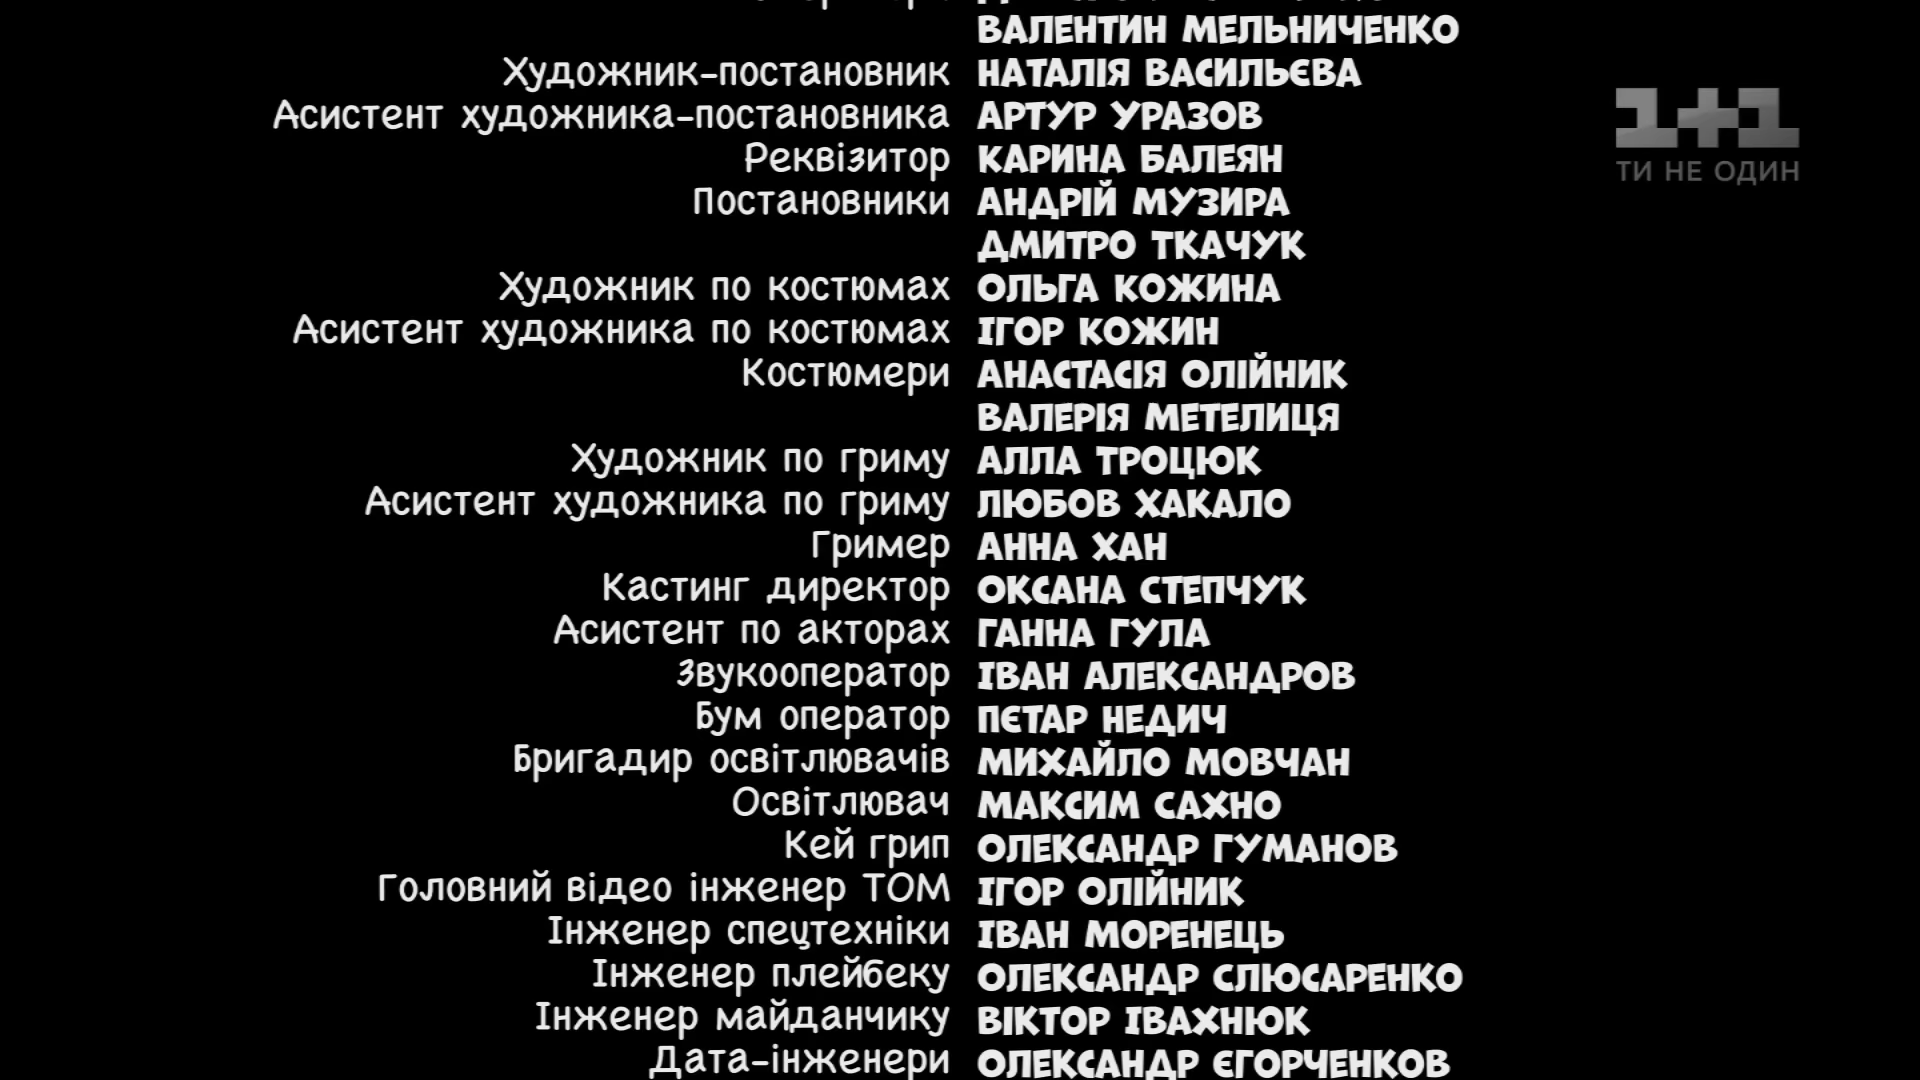 ВАЛЕНТИН МЕЛЬНИЧЕНКО
Художник-постановник НАТАЛІЯ ВАСИЛЬЄВА
Асистент художника-постановника АРТУР УРАЗОВ
Реквізитор КАРИНА БАЛЕЯН
Постановники АНДРІЙ МУЗИРА
ДМИТРО ТКАЧУК
Художник по костюмах ОЛЬГА КОЖИНА
Асистент художника по костюмах ІГОР КОЖИН
Костюмери АНАСТАСІЯ ОЛІЙНИК
ВАЛЕРІЯ МЕТЕЛИЦЯ
Художник по гриму АЛЛА ТРОЦЮК
Асистент художника по гриму ЛЮБОВ ХАКАЛО
Гример АННА ХАН
Кастинг директор ОКСАНА СТЕПЧУК
Асистент по акторах ГАННА ГУЛА
Звукооператор ІВАН АЛЕКСАНДРОВ
Бум оператор ПЄТАР НЕДИЧ
Бригадир освітлювачів МИХАЙЛО МОВЧАН
Освітлювач МАКСИМ САХНО
Кей грип ОЛЕКСАНДР ГУМАНОВ
Головний відео інженер ТОМ ІГОР ОЛІЙНИК
Інженер спецтехніки ІВАН МОРЕНЕЦЬ
Інженер плейбеку ОЛЕКСАНДР СЛЮСАРЕНКО
Інженер майданчику ВІКТОР ІВАХНЮК
Дата-інженери ОЛЕКСАНДР ЄГОРЧЕНКОВ
1+1
ТИ НЕ ОДИН